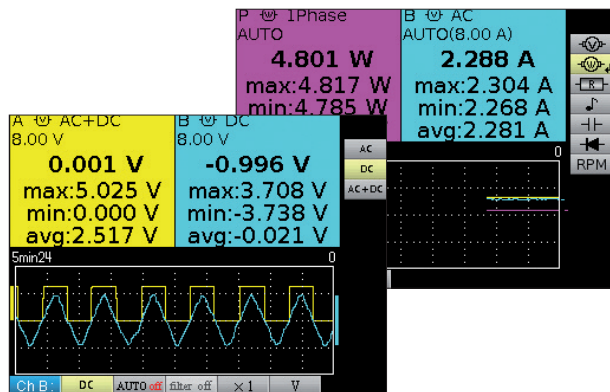 P 1Phase
AUTO
4.801 W
max:4.817 W
min:4.785 W
B AC
AUTO(8.00 A)
2.288 A
max:2.304 A
min:2.268 A
avg:2.281 A
0
R
RPM
A AC+DC
8.00 V
0.001 V
max:5.025 V
min:0.000 V
avg:2.517 V
B DC
8.00 V
-0.996 V
max:3.708 V
min:-3.738 V
avg:-0.021 V
AC
DC
AC+DC
5min24 0
Ch B: DC AUTO off filter off ×1 V